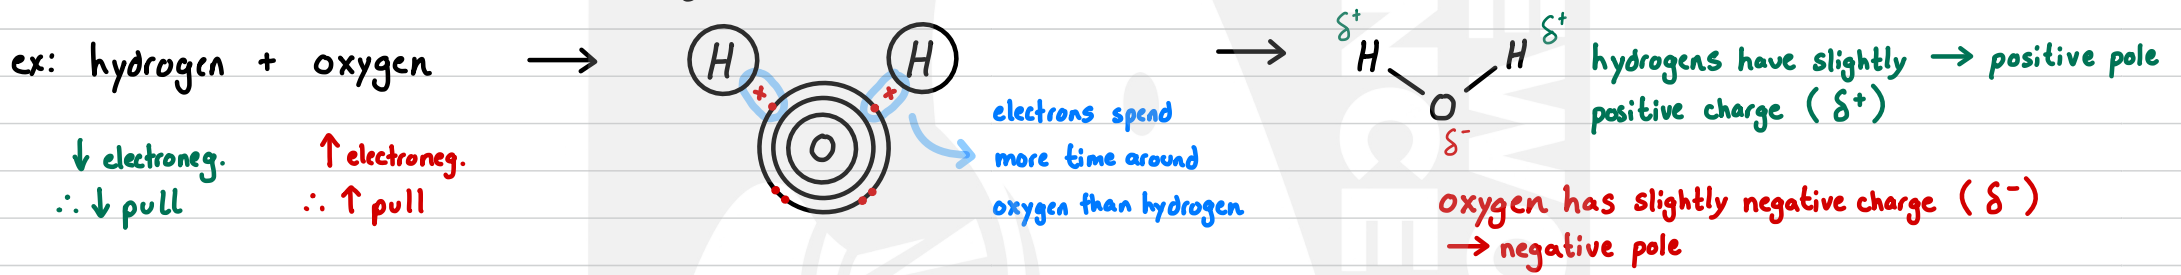 ex: hydrogen + oxygen →
↓ electroneg.
∴ ↓ pull
↑ electroneg.
∴ ↑ pull
H H
O
electrons spend
more time around
oxygen than hydrogen
→
δ+ δ+
H H
O
δ-
hydrogens have slightly → positive pole
positive charge (δ+)
oxygen has slightly negative charge (δ-)
→ negative pole